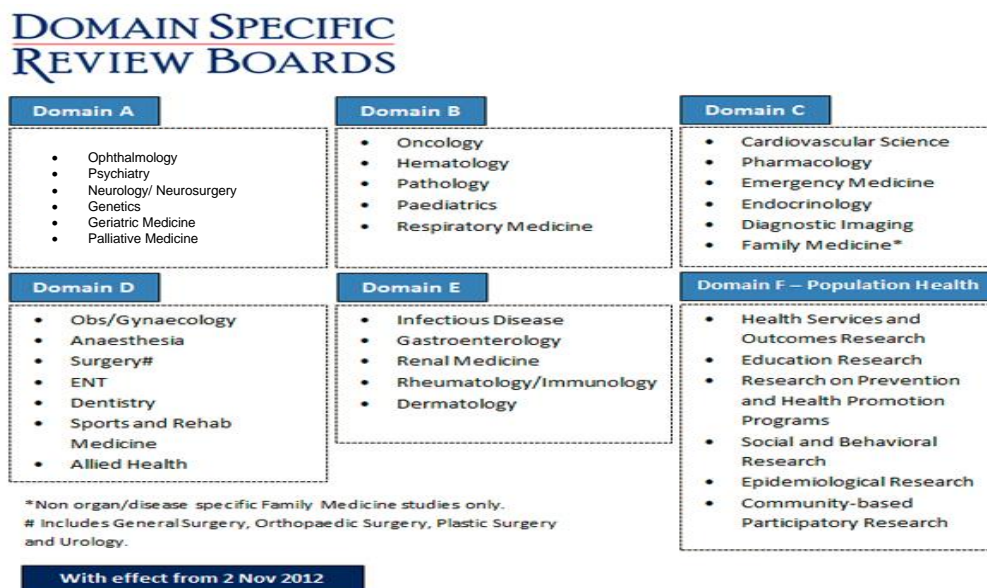 DOMAIN SPECIFIC
REVIEW BOARDS
Domain A
• Ophthalmology
• Psychiatry
• Neurology/ Neurosurgery
• Genetics
• Geriatric Medicine
• Palliative Medicine
Domain B
• Oncology
• Hematology
• Pathology
• Paediatrics
• Respiratory Medicine
Domain C
• Cardiovascular Science
• Pharmacology
• Emergency Medicine
• Endocrinology
• Diagnostic Imaging
• Family Medicine*
Domain D
• Obs/Gynaecology
• Anaesthesia
• Surgery#
• ENT
• Dentistry
• Sports and Rehab
Medicine
• Allied Health
Domain E
• Infectious Disease
• Gastroenterology
• Renal Medicine
• Rheumatology/Immunology
• Dermatology
Domain F – Population Health
• Health Services and
Outcomes Research
• Education Research
• Research on Prevention
and Health Promotion
Programs
• Social and Behavioral
Research
• Epidemiological Research
• Community-based
Participatory Research
*Non organ/disease specific Family Medicine studies only.
# Includes General Surgery, Orthopaedic Surgery, Plastic Surgery
and Urology.
With effect from 2 Nov 2012